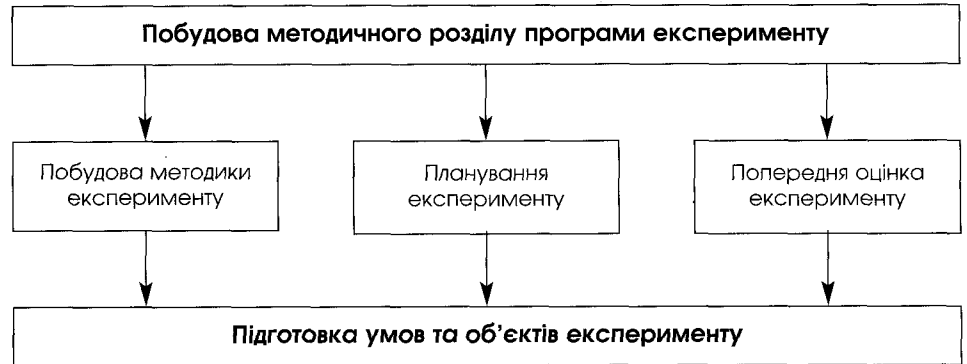 Побудова методичного розділу програми експерименту
Побудова методики
експерименту
Планування
експерименту
Попередня оцінка
експерименту
Підготовка умов та об’єктів експерименту